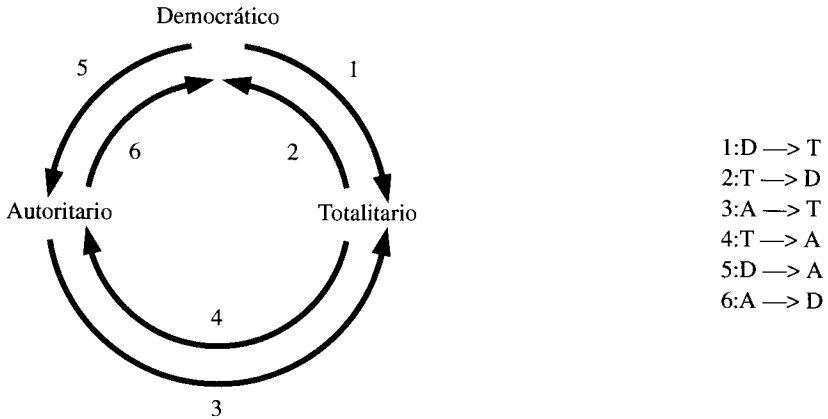 Democrático
5
1
6
2
Autoritario
Totalitario
4
3
1:D —> T
2:T —> D
3:A —> T
4:T —> A
5:D —> A
6:A —> D